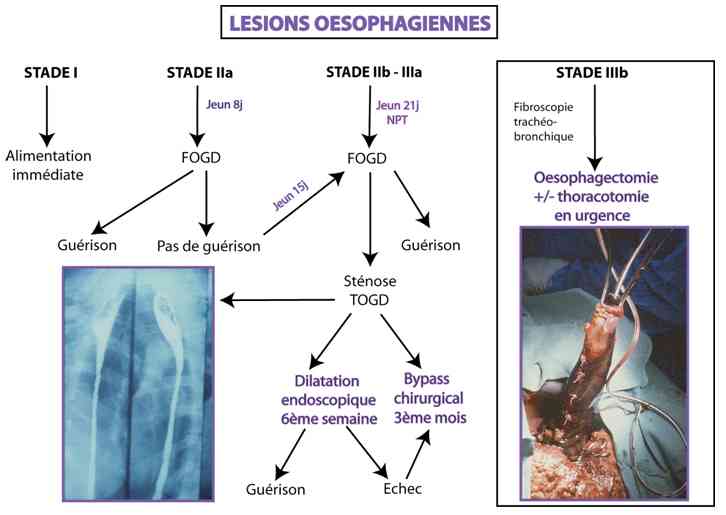 LESIONS OESOPHAGIENNES
STADE I
Alimentation
immédiate
STADE IIa
Jeun 8j
FOGD
Guérison
Pas de guérison
Jeun 15j
STADE IIb - IIIa
Jeun 21j
NPT
FOGD
Guérison
Sténose
TOGD
Dilatation
endoscopique
6ème semaine
Bypass
chirurgical
3ème mois
Guérison
Echec
STADE IIIb
Fibroscopie
trachéo-
bronchique
Oesophagectomie
+/- thoracotomie
en urgence